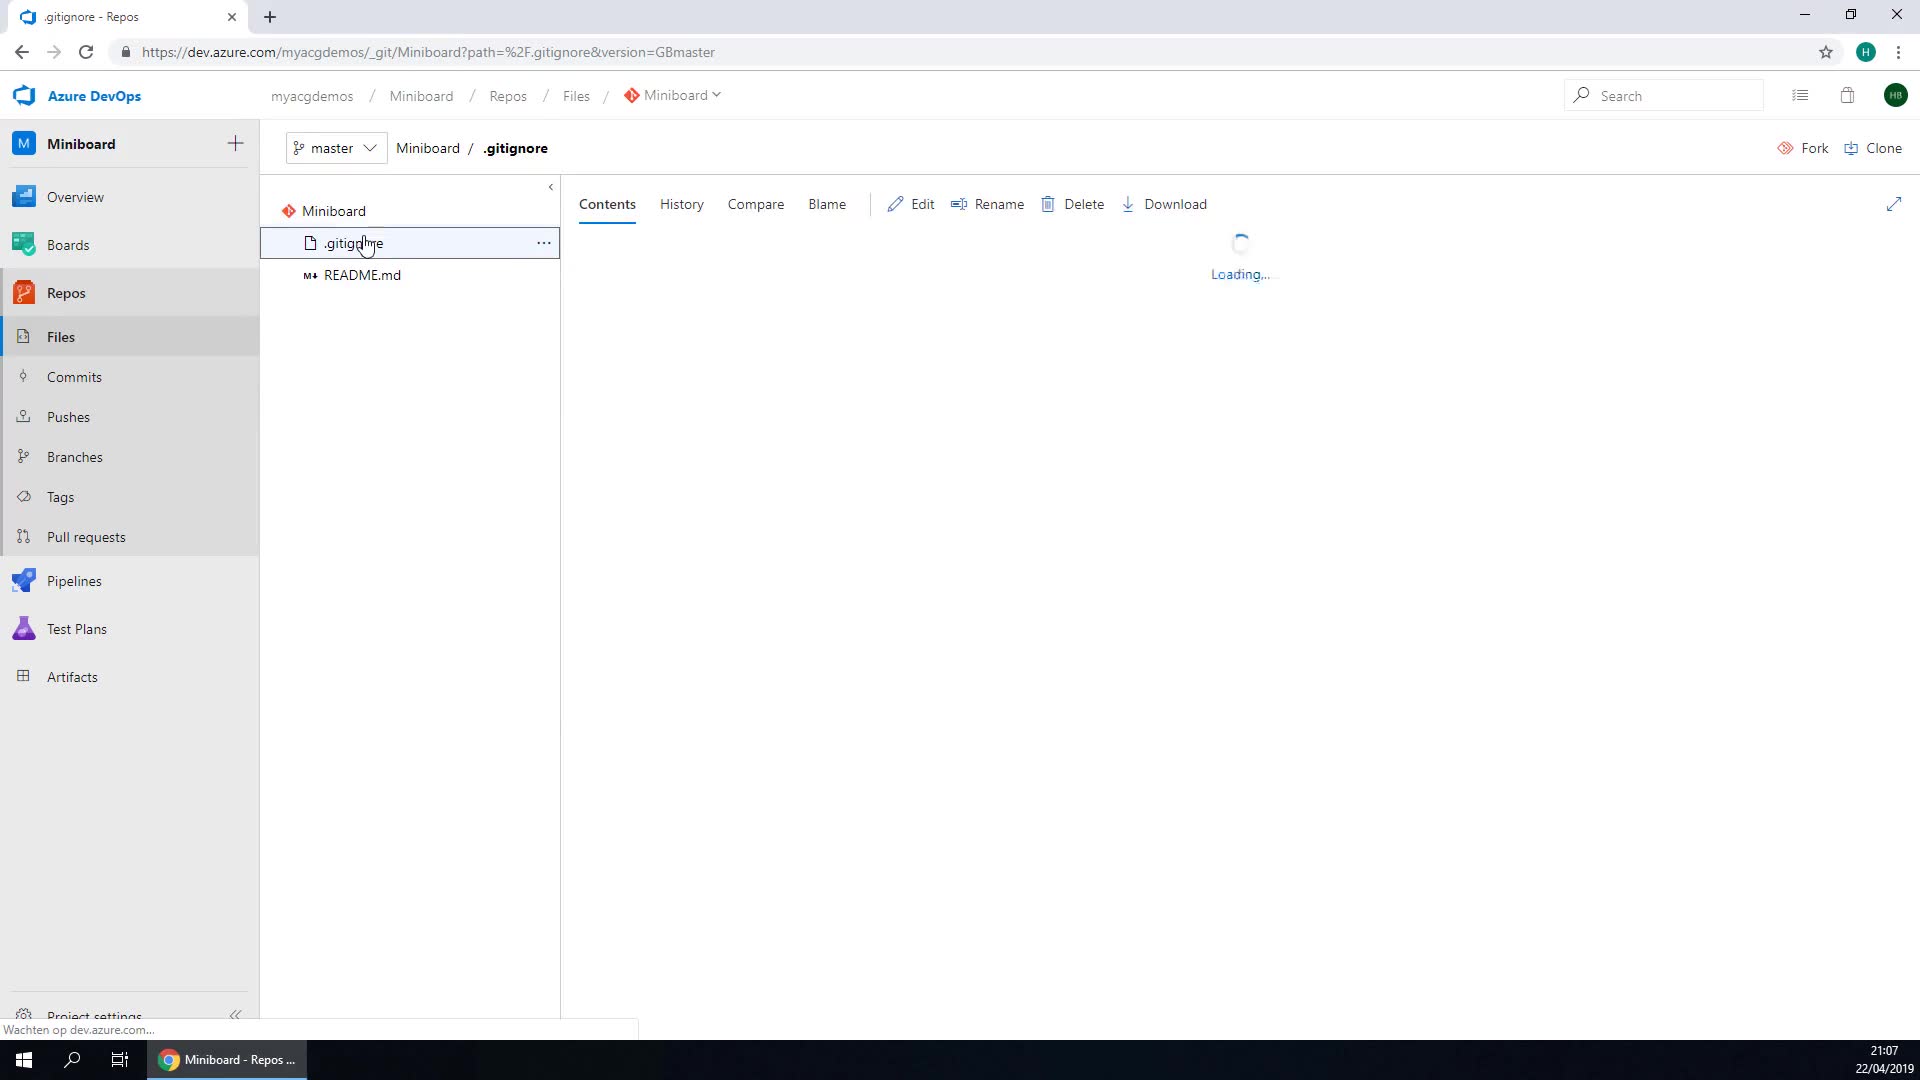 .gitignore - Repos
https://dev.azure.com/myacgdemos/_git/Miniboard?path=%2F.gitignore&version=GBmaster
H
Azure DevOps
myacgdemos / Miniboard / Repos / Files / Miniboard
Search
HB
M Miniboard
master
Miniboard / .gitignore
Fork
Clone
Overview
Boards
Repos
Files
Commits
Pushes
Branches
Tags
Pull requests
Pipelines
Test Plans
Artifacts
Project settings
Miniboard
.gitignore
M↓ README.md
Contents History Compare Blame Edit Rename Delete Download
Loading...
Wachten op dev.azure.com...
Miniboard - Repos ...
21:07
22/04/2019